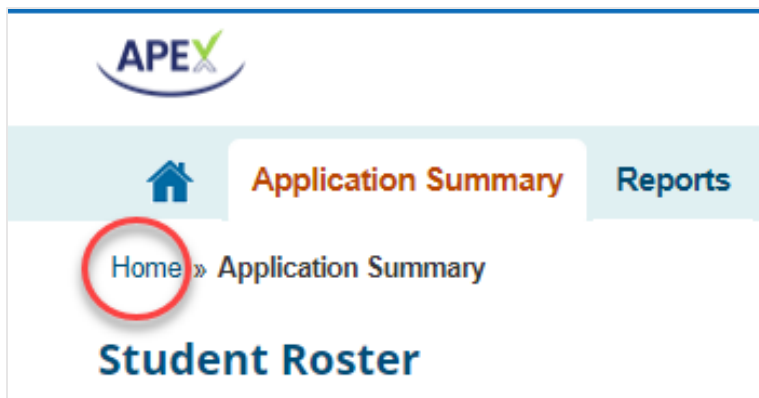 APEX
Application Summary Reports
Home » Application Summary
Student Roster